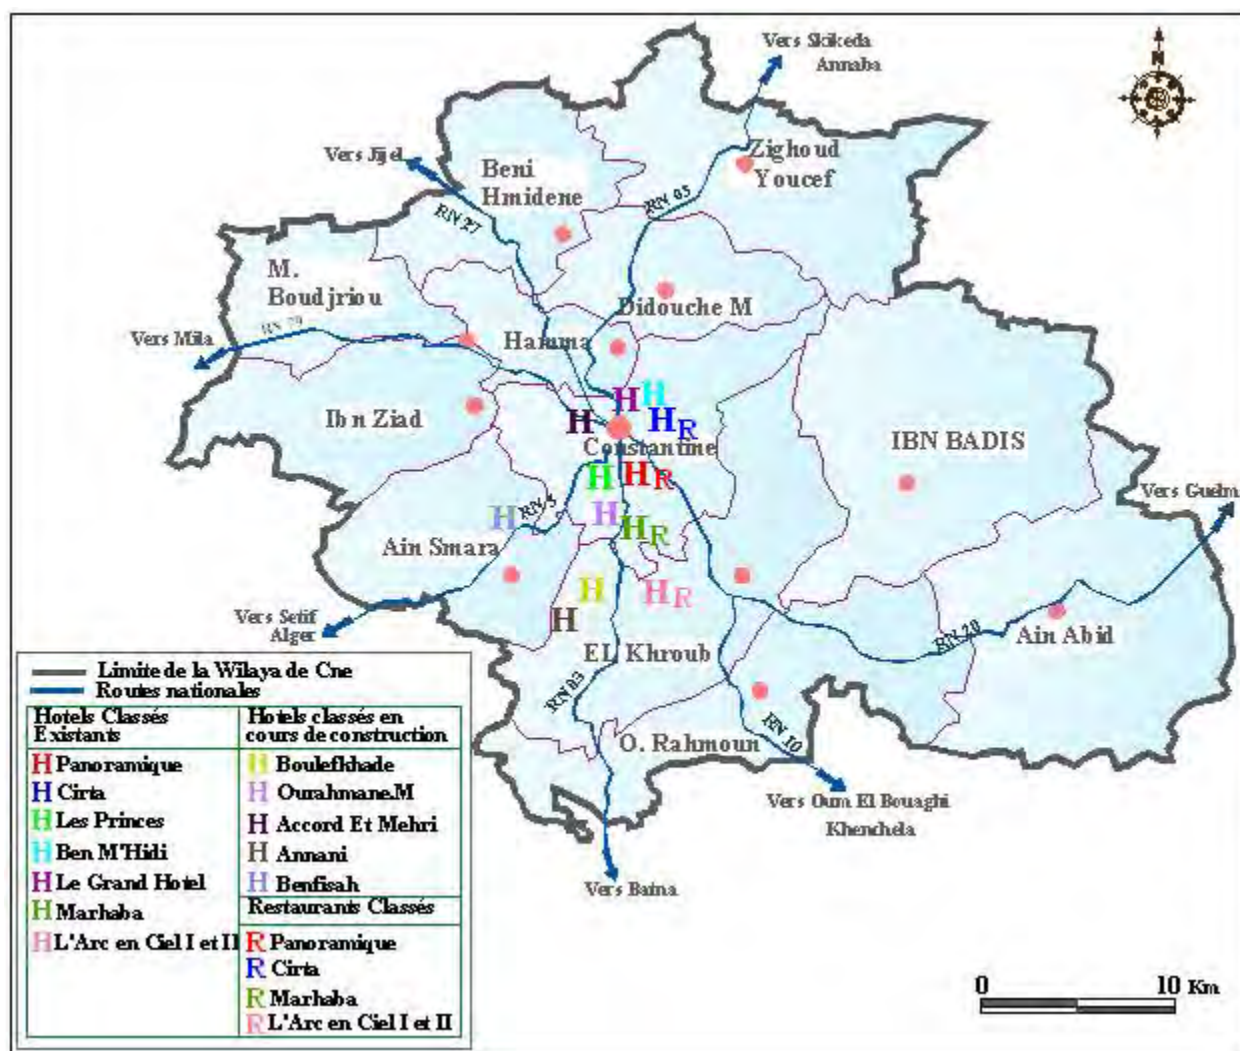 Vers Skikeda
Annaba
N
Zighoud
Youcef
Vers Jijel
Beni
Hmidene
RN 03
RN 27
M.
Boudjriou
Didouche M
Vers Mila
RN 79
Hamma
H H
Ibn Ziad
H
H R
Constantine
IBN BADIS
H
H R
Vers Guelm
H
RN 5
H
H R
Ain Smara
H
H R
H
Vers Setif
Alger
EL Khroub
RN 20
Ain Abid
RN 03
O. Rahmoun
RN 10
Vers Oum El Bouaghi
Khenchela
Vers Batna
Limite de la Wilaya de Cne
Routes nationales
Hotels Classés
Existants
H Panoramique
H Cirta
H Les Princes
H Ben M'Hidi
H Le Grand Hotel
H Marhaba
H L'Arc en Ciel I et II
Hotels classés en
cours de construction
H Boulefkhade
H Ourahmane.M
H Accord Et Mehri
H Annani
H Benfisah
Restaurants Classés
R Panoramique
R Cirta
R Marhaba
R L'Arc en Ciel I et II
0 10 Km